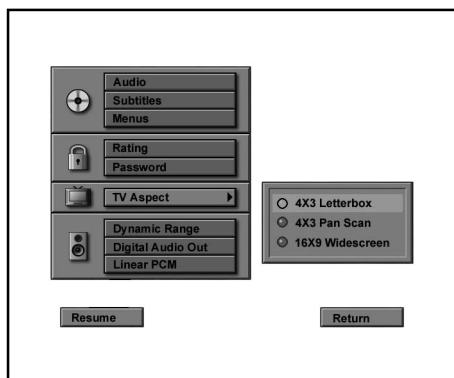 Audio
Subtitles
Menus
Rating
Password
TV Aspect
Dynamic Range
Digital Audio Out
Linear PCM
4X3 Letterbox
4X3 Pan Scan
16X9 Widescreen
Resume
Return